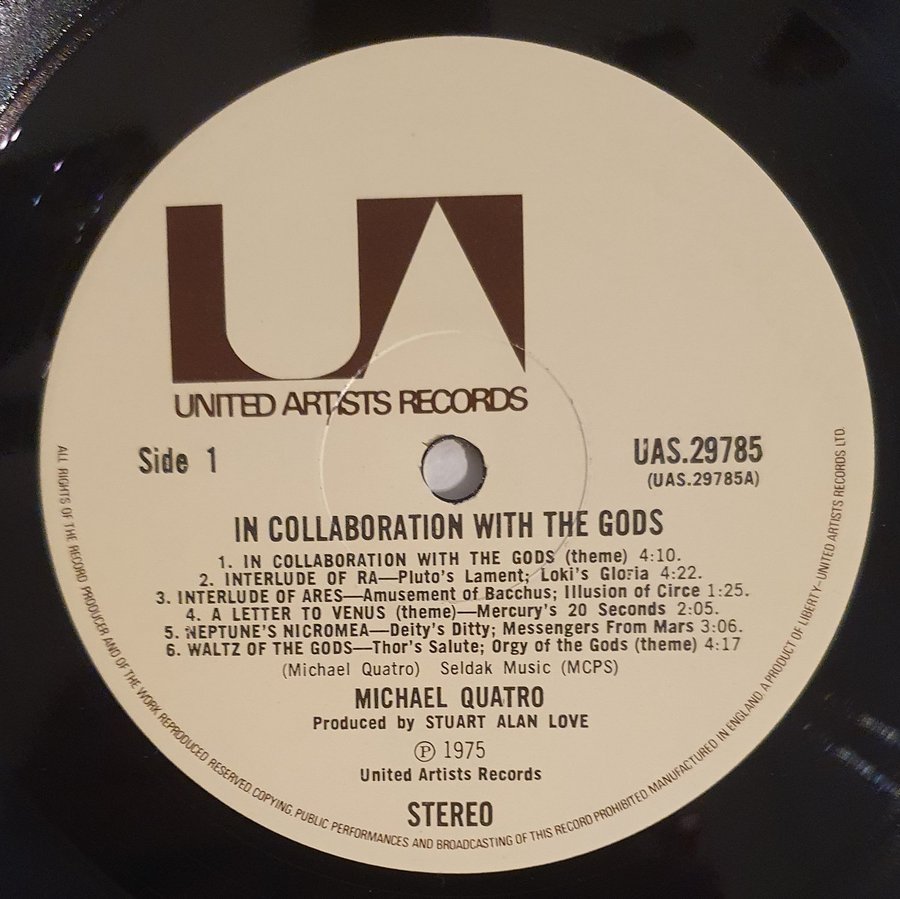 UA
UNITED ARTISTS RECORDS
Side 1
UAS.29785
(UAS.29785A)
IN COLLABORATION WITH THE GODS
1. IN COLLABORATION WITH THE GODS (theme) 4:10.
2. INTERLUDE OF RA—Pluto's Lament; Loki's Gloria 4:22.
3. INTERLUDE OF ARES—Amusement of Bacchus; Illusion of Circe 1:25.
4. A LETTER TO VENUS (theme)—Mercury's 20 Seconds 2:05.
5. NEPTUNE'S NICROMEA—Deity's Ditty; Messengers From Mars 3:06.
6. WALTZ OF THE GODS—Thor's Salute; Orgy of the Gods (theme) 4:17
(Michael Quatro) Seldak Music (MCPS)
MICHAEL QUATRO
Produced by STUART ALAN LOVE
℗ 1975
United Artists Records
STEREO
ALL RIGHTS OF THE RECORD PRODUCER AND OF THE WORK REPRODUCED RESERVED COPYING, PUBLIC PERFORMANCES AND BROADCASTING OF THIS RECORD PROHIBITED. MANUFACTURED IN ENGLAND. A PRODUCT OF LIBERTY–UNITED ARTISTS RECORDS LTD.